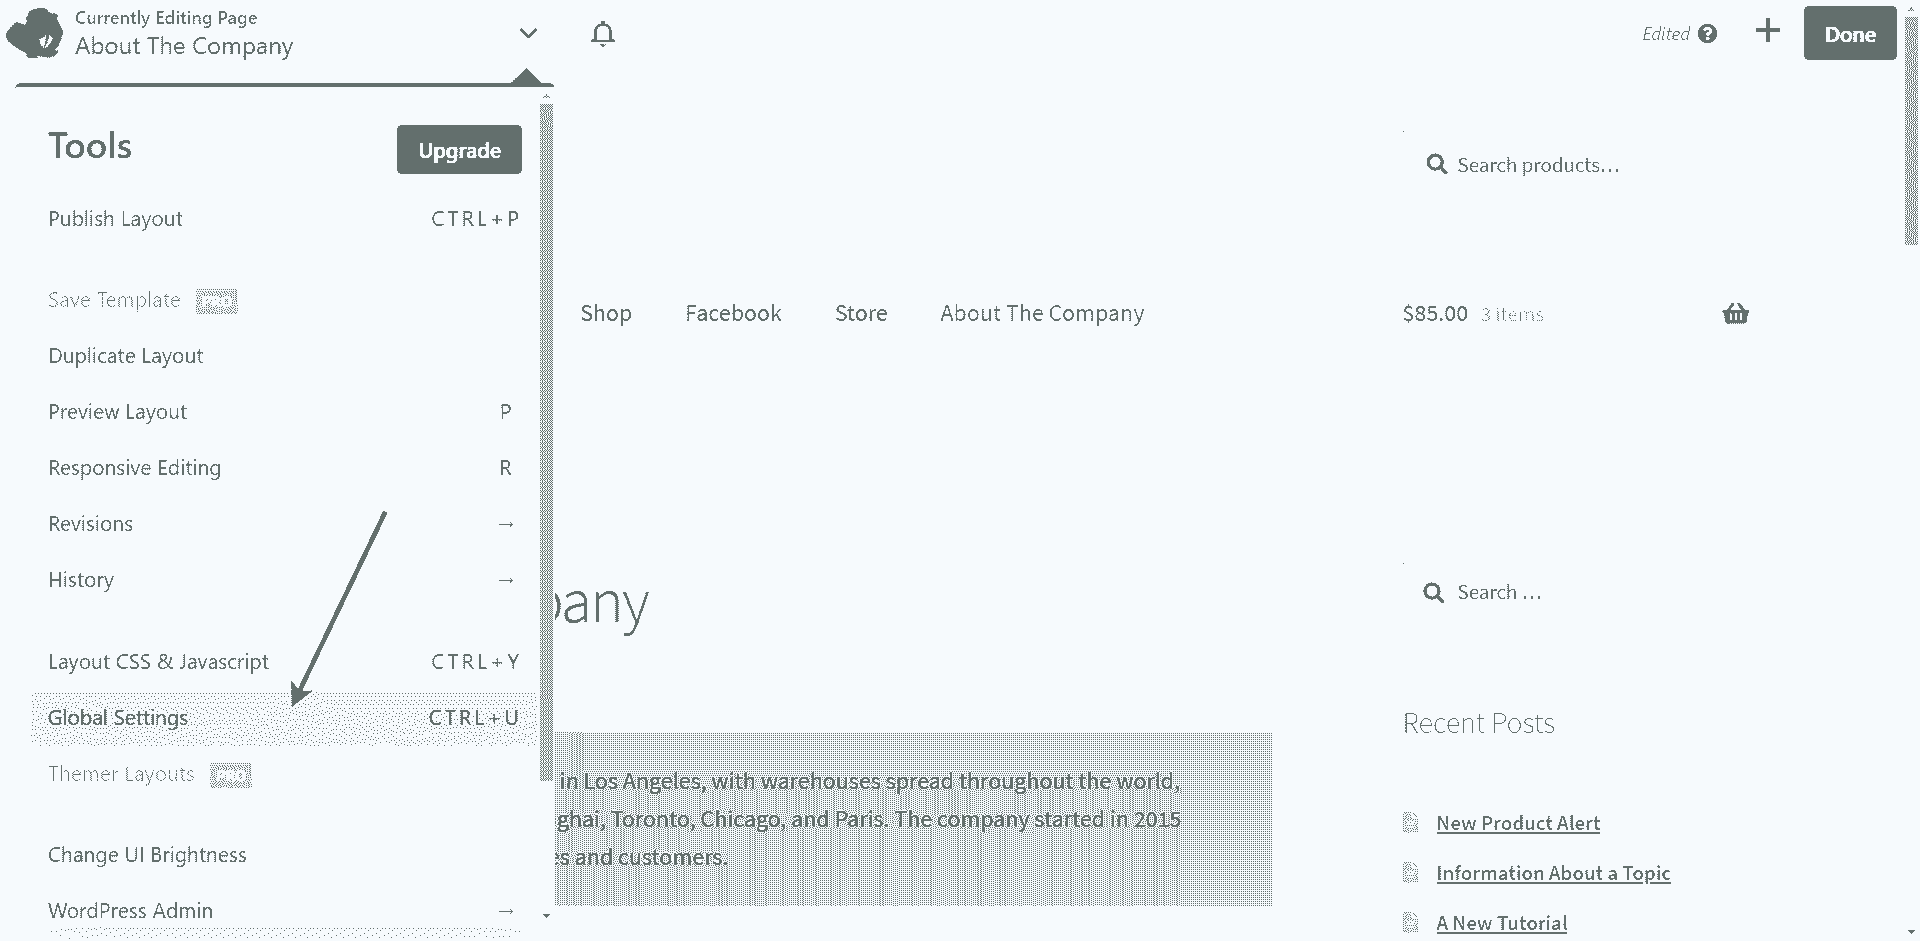 Currently Editing Page
About The Company
Edited
Done
Tools
Upgrade
Publish Layout CTRL+P
Save Template PRO
Duplicate Layout
Preview Layout P
Responsive Editing R
Revisions →
History →
Layout CSS & Javascript CTRL+Y
Global Settings CTRL+U
Themer Layouts PRO
Change UI Brightness
WordPress Admin →
Search products…
Shop Facebook Store About The Company
$85.00 3 items
pany
in Los Angeles, with warehouses spread throughout the world,
ghai, Toronto, Chicago, and Paris. The company started in 2015
es and customers.
Search …
Recent Posts
New Product Alert
Information About a Topic
A New Tutorial